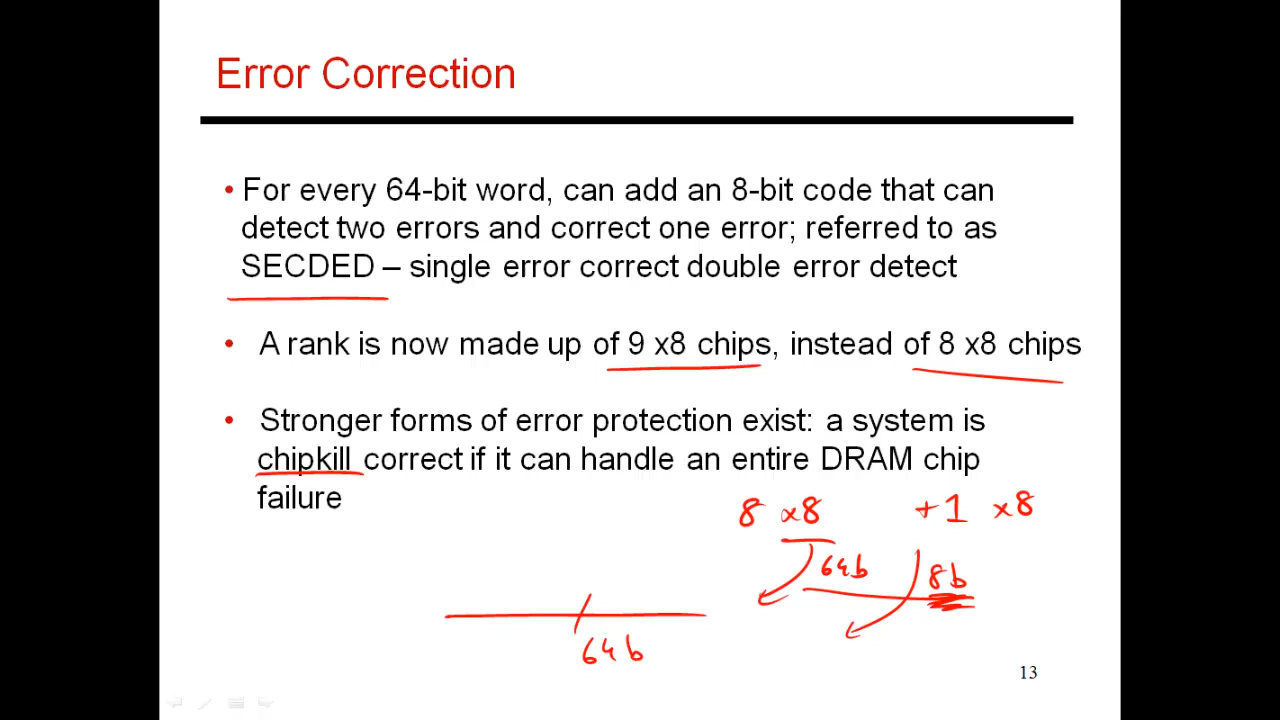 Error Correction
• For every 64-bit word, can add an 8-bit code that can
detect two errors and correct one error; referred to as
SECDED – single error correct double error detect
• A rank is now made up of 9 x8 chips, instead of 8 x8 chips
• Stronger forms of error protection exist: a system is
chipkill correct if it can handle an entire DRAM chip
failure
8 x8 +1 x8
64b 8b
64b
13